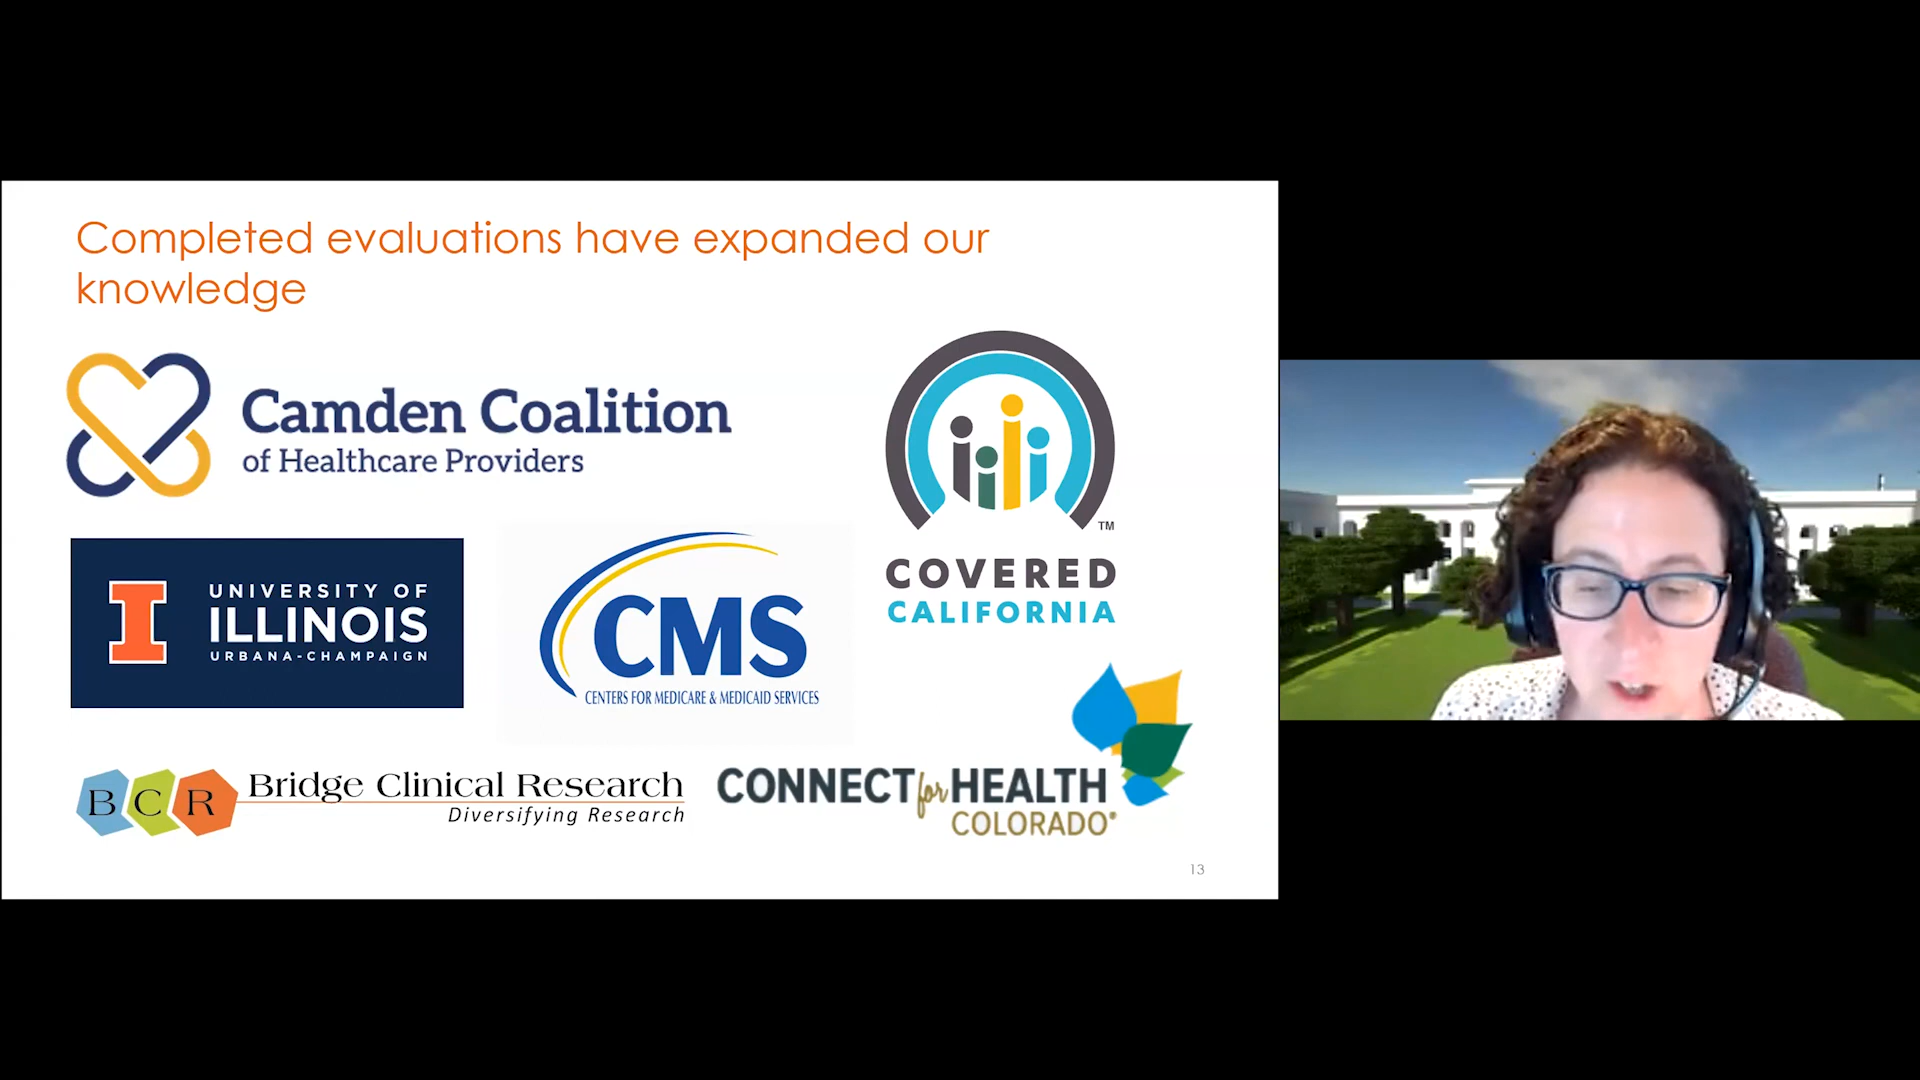 Completed evaluations have expanded our
knowledge
Camden Coalition
of Healthcare Providers
TM
COVERED
CALIFORNIA
I
UNIVERSITY OF
ILLINOIS
URBANA-CHAMPAIGN
CMS
CENTERS FOR MEDICARE & MEDICAID SERVICES
BCR
Bridge Clinical Research
Diversifying Research
CONNECT for HEALTH
COLORADO®
13